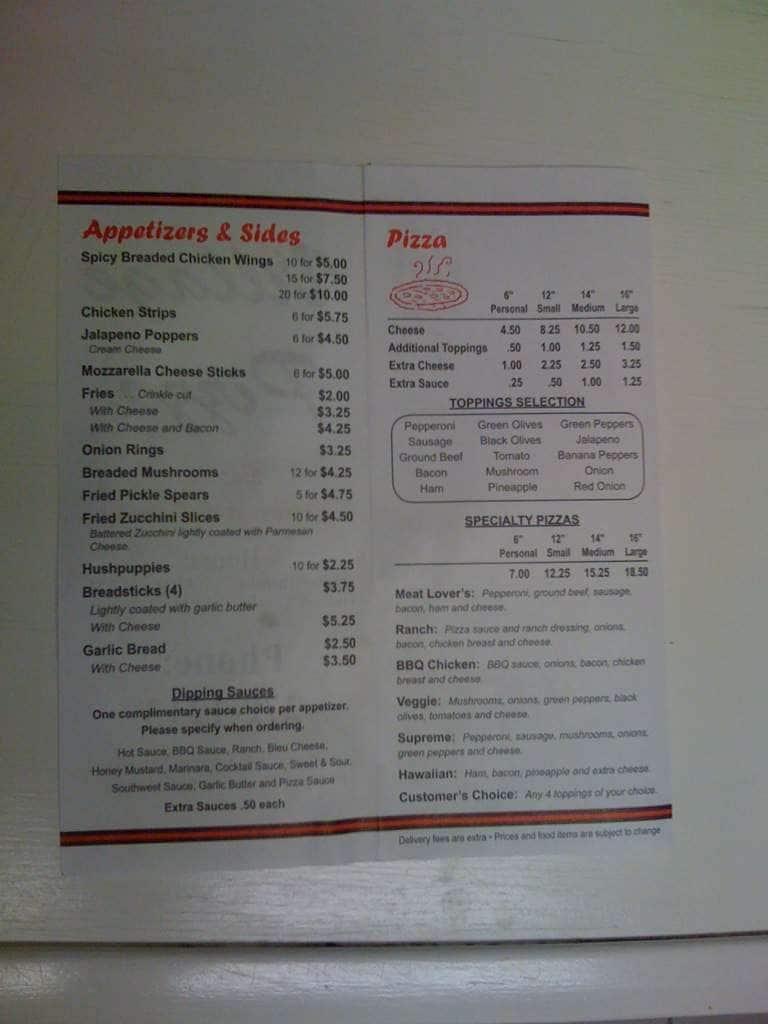 Appetizers & Sides
Spicy Breaded Chicken Wings 10 for $5.00
15 for $7.50
20 for $10.00
Chicken Strips 6 for $5.75
Jalapeno Poppers 6 for $4.50
Cream Cheese
Mozzarella Cheese Sticks 6 for $5.00
Fries . . Crinkle cut $2.00
With Cheese $3.25
With Cheese and Bacon $4.25
Onion Rings $3.25
Breaded Mushrooms 12 for $4.25
Fried Pickle Spears 5 for $4.75
Fried Zucchini Slices 10 for $4.50
Battered Zucchini lightly coated with Parmesan
Cheese.
Hushpuppies 10 for $2.25
Breadsticks (4) $3.75
Lightly coated with garlic butter
With Cheese $5.25
Garlic Bread $2.50
With Cheese $3.50
Dipping Sauces
One complimentary sauce choice per appetizer.
Please specify when ordering.
Hot Sauce, BBQ Sauce, Ranch, Bleu Cheese,
Honey Mustard, Marinara, Cocktail Sauce, Sweet & Sour,
Southwest Sauce, Garlic Butter and Pizza Sauce
Extra Sauces .50 each
Pizza
6" 12" 14" 16"
Personal Small Medium Large
Cheese 4.50 8.25 10.50 12.00
Additional Toppings .50 1.00 1.25 1.50
Extra Cheese 1.00 2.25 2.50 3.25
Extra Sauce .25 .50 1.00 1.25
TOPPINGS SELECTION
Pepperoni Green Olives Green Peppers
Sausage Black Olives Jalapeno
Ground Beef Tomato Banana Peppers
Bacon Mushroom Onion
Ham Pineapple Red Onion
SPECIALTY PIZZAS
6" 12" 14" 16"
Personal Small Medium Large
7.00 12.25 15.25 18.50
Meat Lover's: Pepperoni, ground beef, sausage,
bacon, ham and cheese.
Ranch: Pizza sauce and ranch dressing, onions,
bacon, chicken breast and cheese.
BBQ Chicken: BBQ sauce, onions, bacon, chicken
breast and cheese.
Veggie: Mushrooms, onions, green peppers, black
olives, tomatoes and cheese.
Supreme: Pepperoni, sausage, mushrooms, onions,
green peppers and cheese.
Hawaiian: Ham, bacon, pineapple and extra cheese.
Customer's Choice: Any 4 toppings of your choice.
Delivery fees are extra • Prices and food items are subject to change